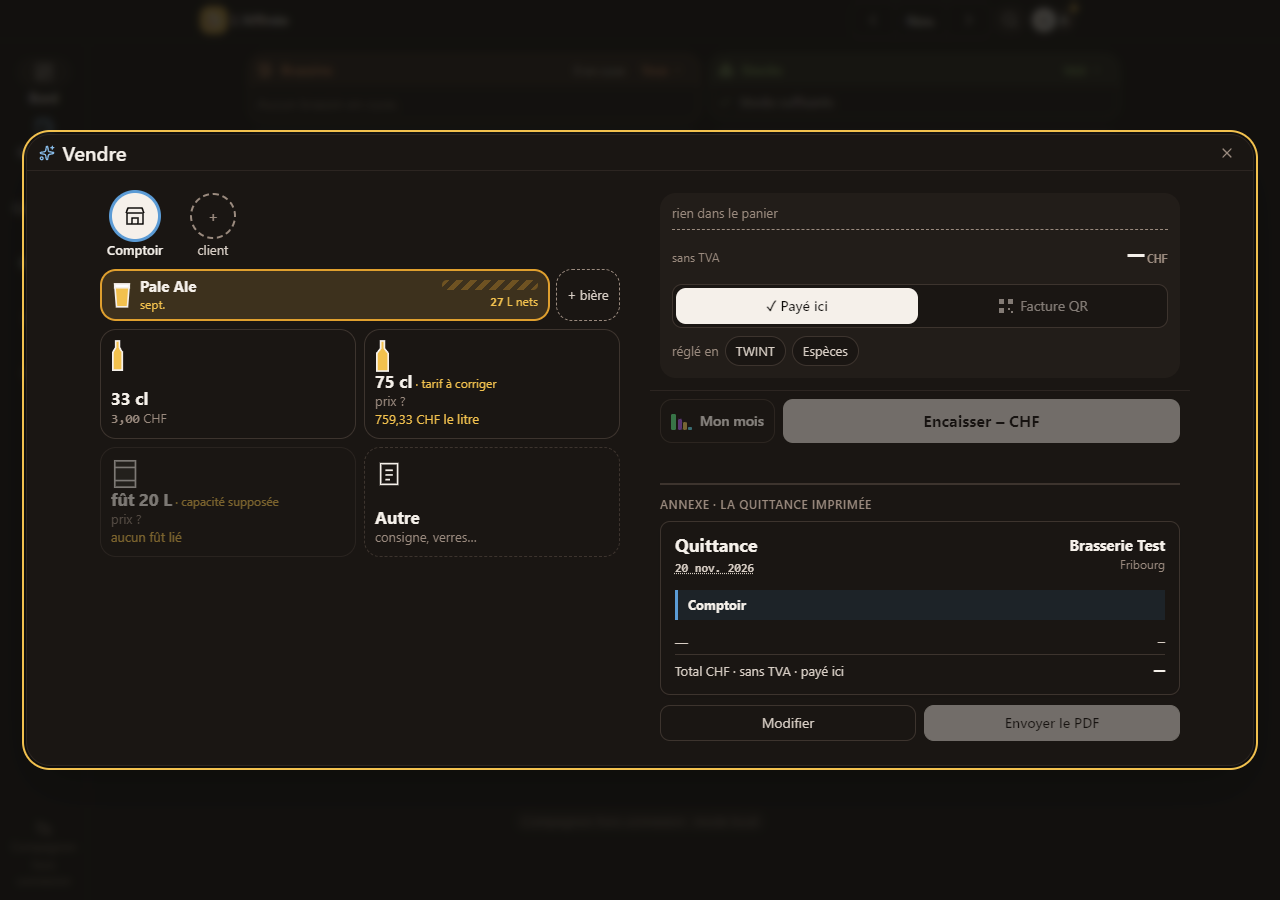 Vendre
Comptoir
+
client
Pale Ale
sept.
27 L nets
+ bière
33 cl
3,00 CHF
75 cl · tarif à corriger
prix ?
759,33 CHF le litre
fût 20 L · capacité supposée
prix ?
aucun fût lié
Autre
consigne, verres…
rien dans le panier
sans TVA
— CHF
✓ Payé ici
Facture QR
réglé en
TWINT
Espèces
Mon mois
Encaisser – CHF
ANNEXE · LA QUITTANCE IMPRIMÉE
Quittance
Brasserie Test
20 nov. 2026
Fribourg
Comptoir
— –
Total CHF · sans TVA · payé ici —
Modifier
Envoyer le PDF